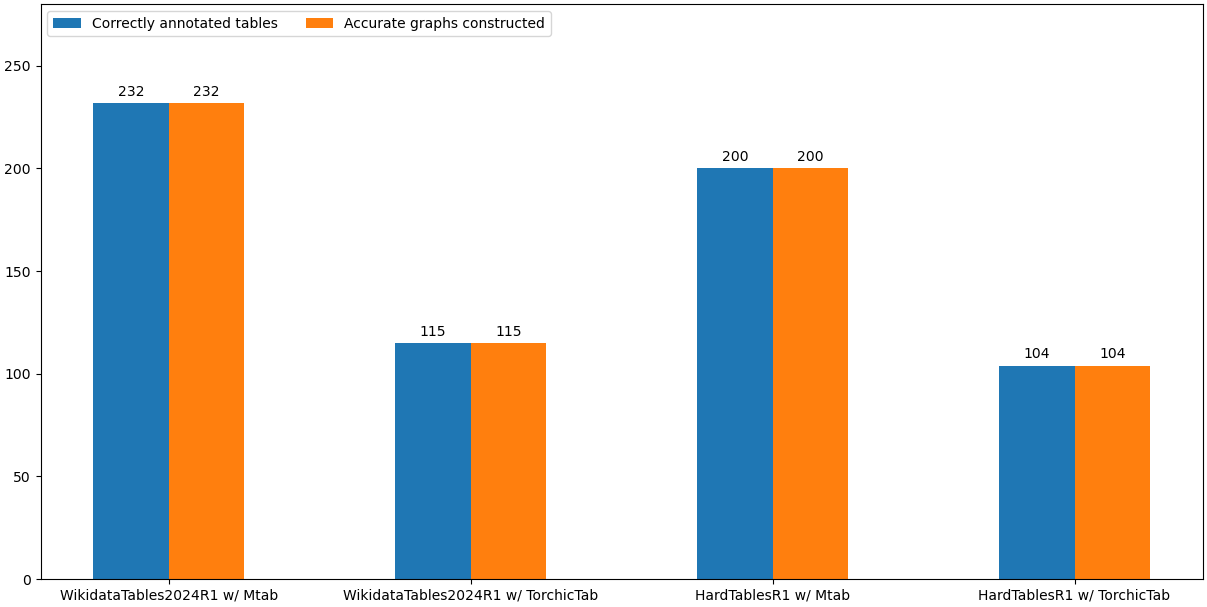 Correctly annotated tables
Accurate graphs constructed
250
200
150
100
50
0
232
232
115
115
200
200
104
104
WikidataTables2024R1 w/ Mtab
WikidataTables2024R1 w/ TorchicTab
HardTablesR1 w/ Mtab
HardTablesR1 w/ TorchicTab